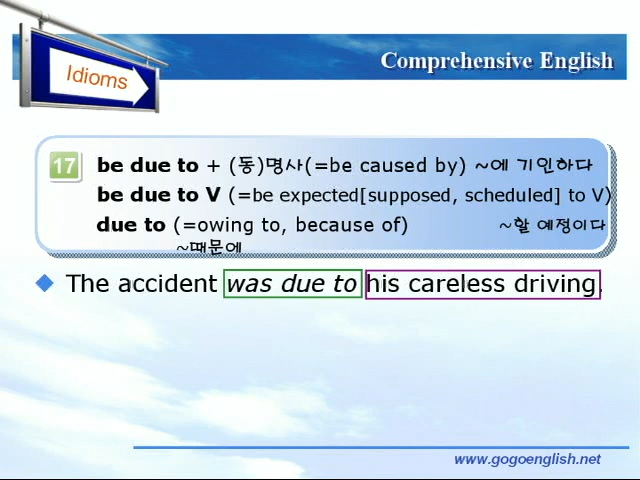 Idioms
Comprehensive English
17 be due to + (동)명사(=be caused by) ~에 기인하다
be due to V (=be expected[supposed, scheduled] to V)
due to (=owing to, because of) ~할 예정이다
~때문에
The accident was due to his careless driving.
www.gogoenglish.net